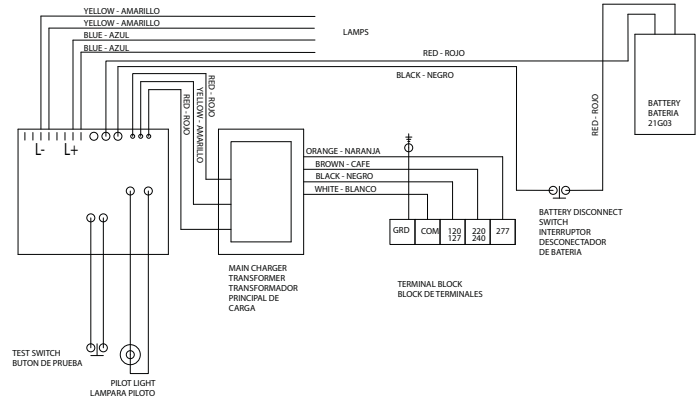 YELLOW - AMARILLO
YELLOW - AMARILLO
BLUE - AZUL
BLUE - AZUL
LAMPS
RED - ROJO
BLACK - NEGRO
RED - ROJO
YELLOW - AMARILLO
RED - ROJO
RED - ROJO
BATTERY
BATERIA
21G03
L-
L+
ORANGE - NARANJA
BROWN - CAFE
BLACK - NEGRO
WHITE - BLANCO
GRD
COM
120
127
220
240
277
BATTERY DISCONNECT
SWITCH
INTERRUPTOR
DESCONECTADOR
DE BATERIA
MAIN CHARGER
TRANSFORMER
TRANSFORMADOR
PRINCIPAL DE
CARGA
TERMINAL BLOCK
BLOCK DE TERMINALES
TEST SWITCH
BUTON DE PRUEBA
PILOT LIGHT
LAMPARA PILOTO